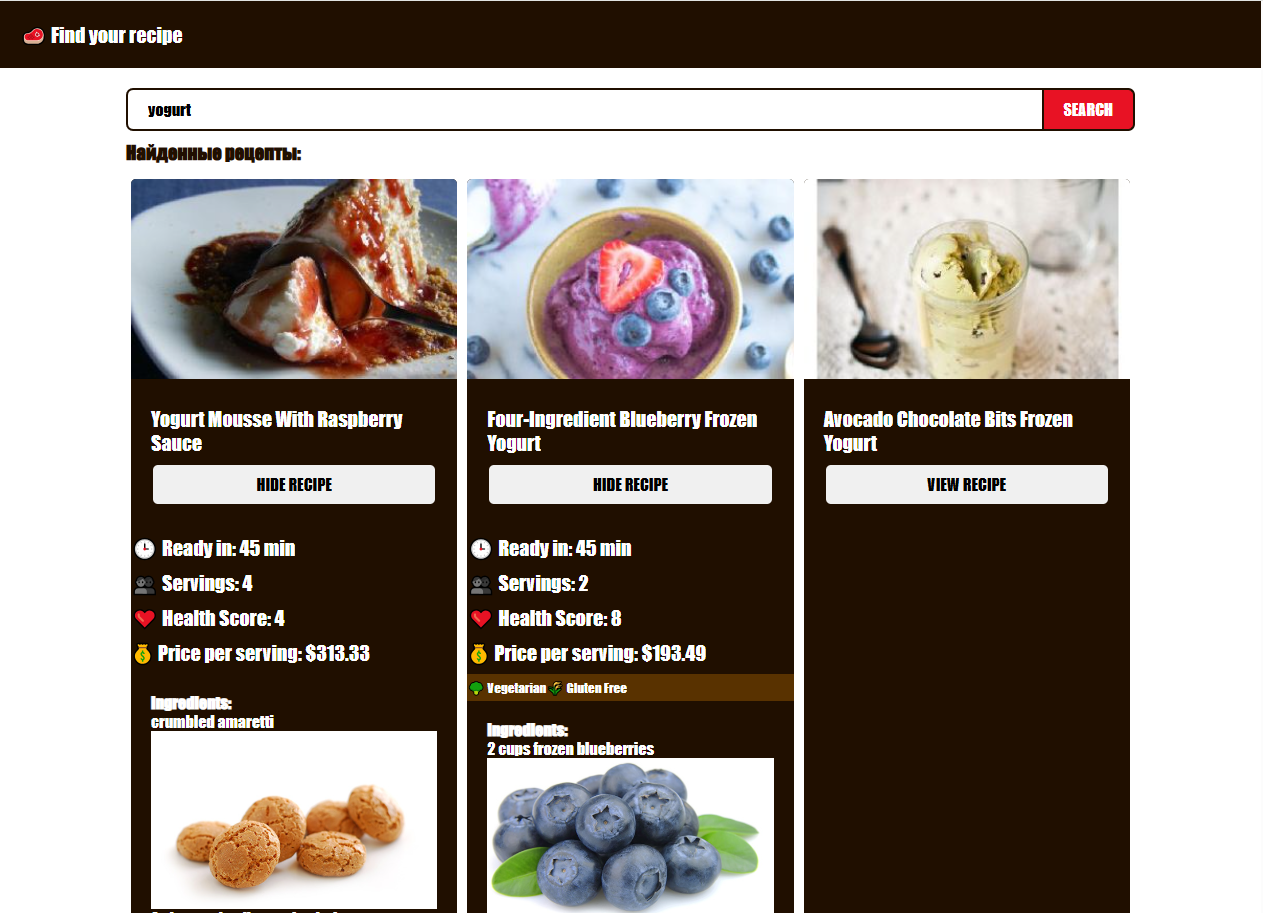 Find your recipe
yogurt
SEARCH
Найденные рецепты:
Yogurt Mousse With Raspberry
Sauce
HIDE RECIPE
Ready in: 45 min
Servings: 4
Health Score: 4
Price per serving: $313.33
Ingredients:
crumbled amaretti
Four-Ingredient Blueberry Frozen
Yogurt
HIDE RECIPE
Ready in: 45 min
Servings: 2
Health Score: 8
Price per serving: $193.49
Vegetarian Gluten Free
Ingredients:
2 cups frozen blueberries
Avocado Chocolate Bits Frozen
Yogurt
VIEW RECIPE